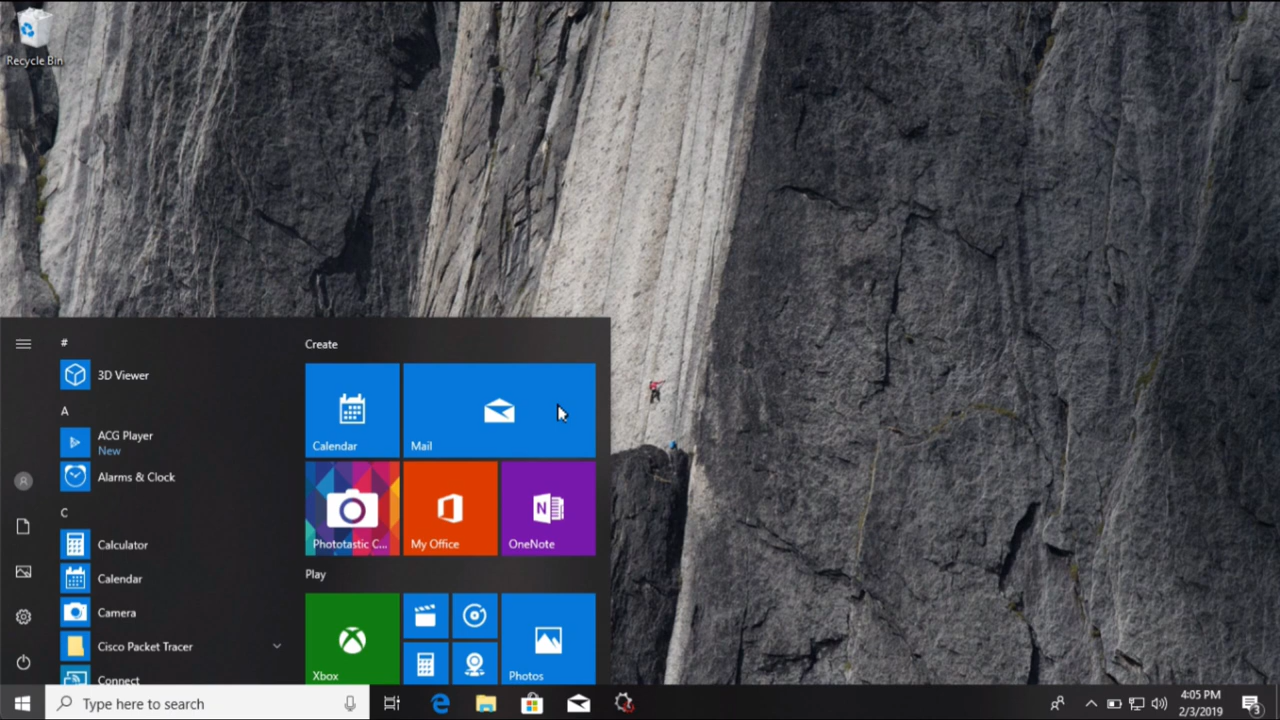 Recycle Bin
#
3D Viewer
A
ACG Player
New
Alarms & Clock
C
Calculator
Calendar
Camera
Cisco Packet Tracer
Connect
Create
Calendar
Mail
Phototastic C...
My Office
OneNote
Play
Xbox
Photos
Type here to search
4:05 PM
2/3/2019
3